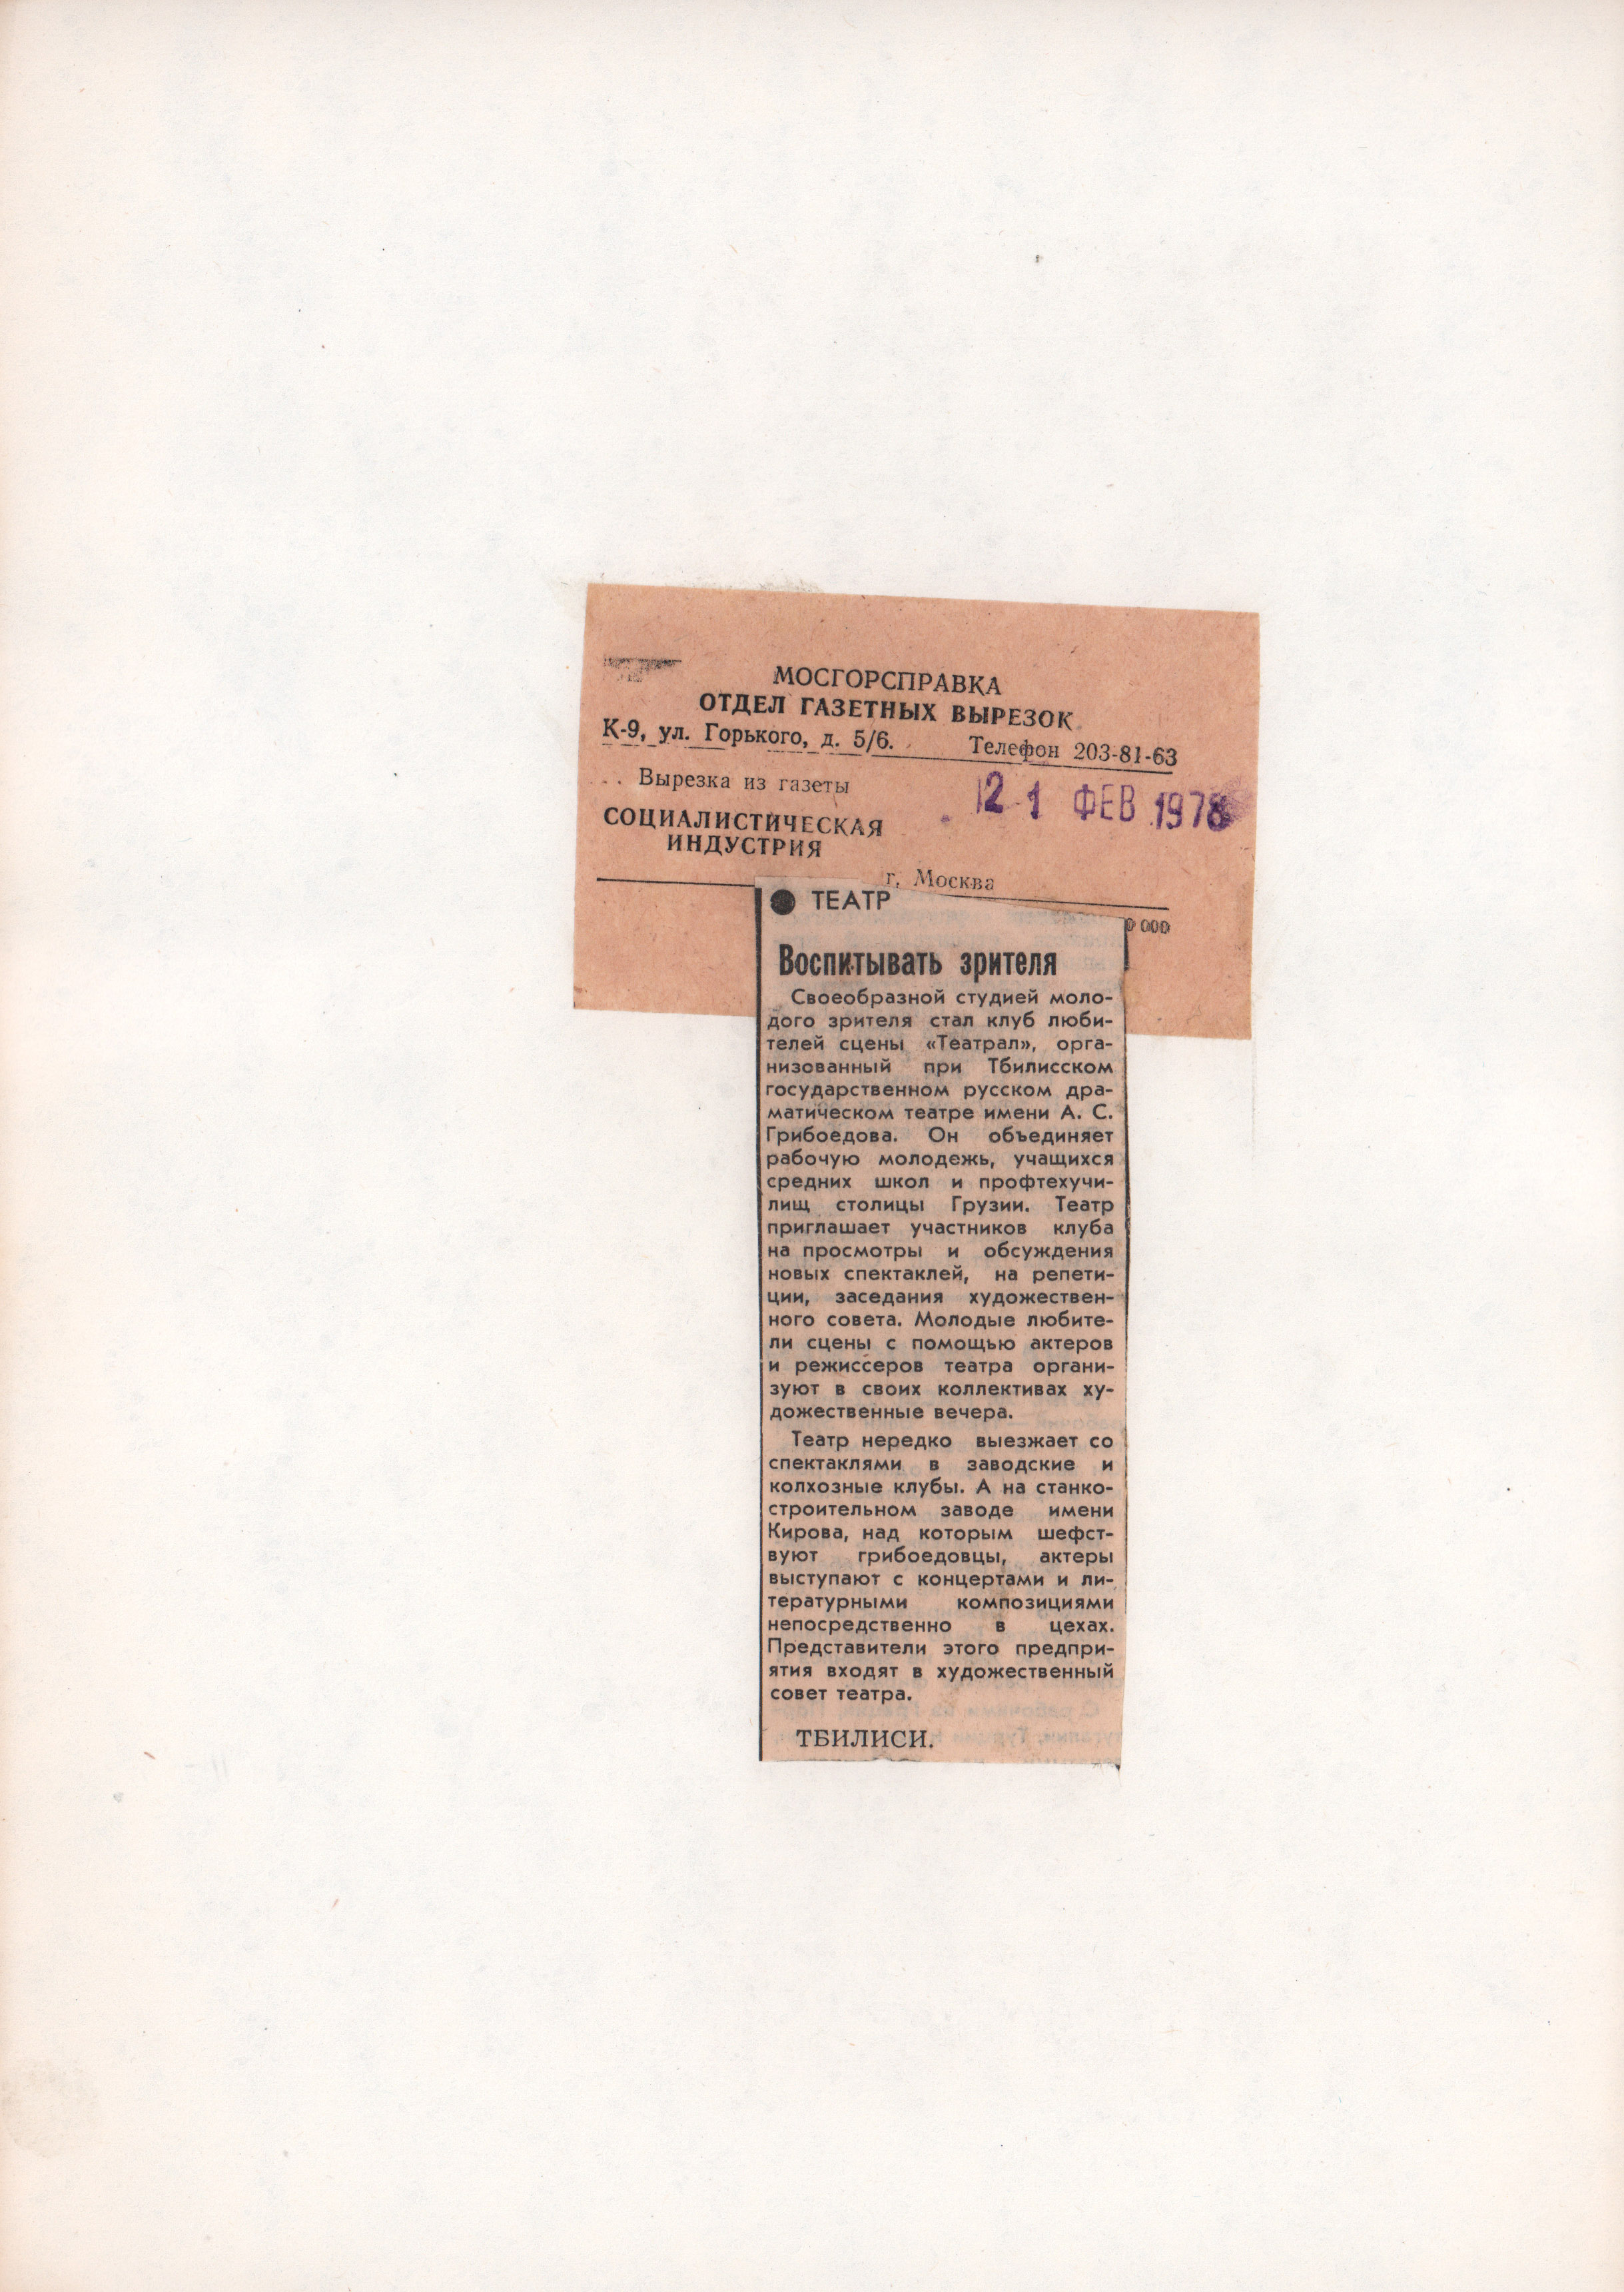 МОСГОРСПРАВКА
ОТДЕЛ ГАЗЕТНЫХ ВЫРЕЗОК
К-9, ул. Горького, д. 5/6. Телефон 203-81-63
Вырезка из газеты
21 ФЕВ 1978
СОЦИАЛИСТИЧЕСКАЯ
ИНДУСТРИЯ
г. Москва
000
● ТЕАТР
Воспитывать зрителя
Своеобразной студией моло-
дого зрителя стал клуб люби-
телей сцены «Театрал», орга-
низованный при Тбилисском
государственном русском дра-
матическом театре имени А. С.
Грибоедова. Он объединяет
рабочую молодежь, учащихся
средних школ и профтехучи-
лищ столицы Грузии. Театр
приглашает участников клуба
на просмотры и обсуждения
новых спектаклей, на репети-
ции, заседания художествен-
ного совета. Молодые любите-
ли сцены с помощью актеров
и режиссеров театра органи-
зуют в своих коллективах ху-
дожественные вечера.
Театр нередко выезжает со
спектаклями в заводские и
колхозные клубы. А на станко-
строительном заводе имени
Кирова, над которым шефст-
вуют грибоедовцы, актеры
выступают с концертами и ли-
тературными композициями
непосредственно в цехах.
Представители этого предпри-
ятия входят в художественный
совет театра.
ТБИЛИСИ.